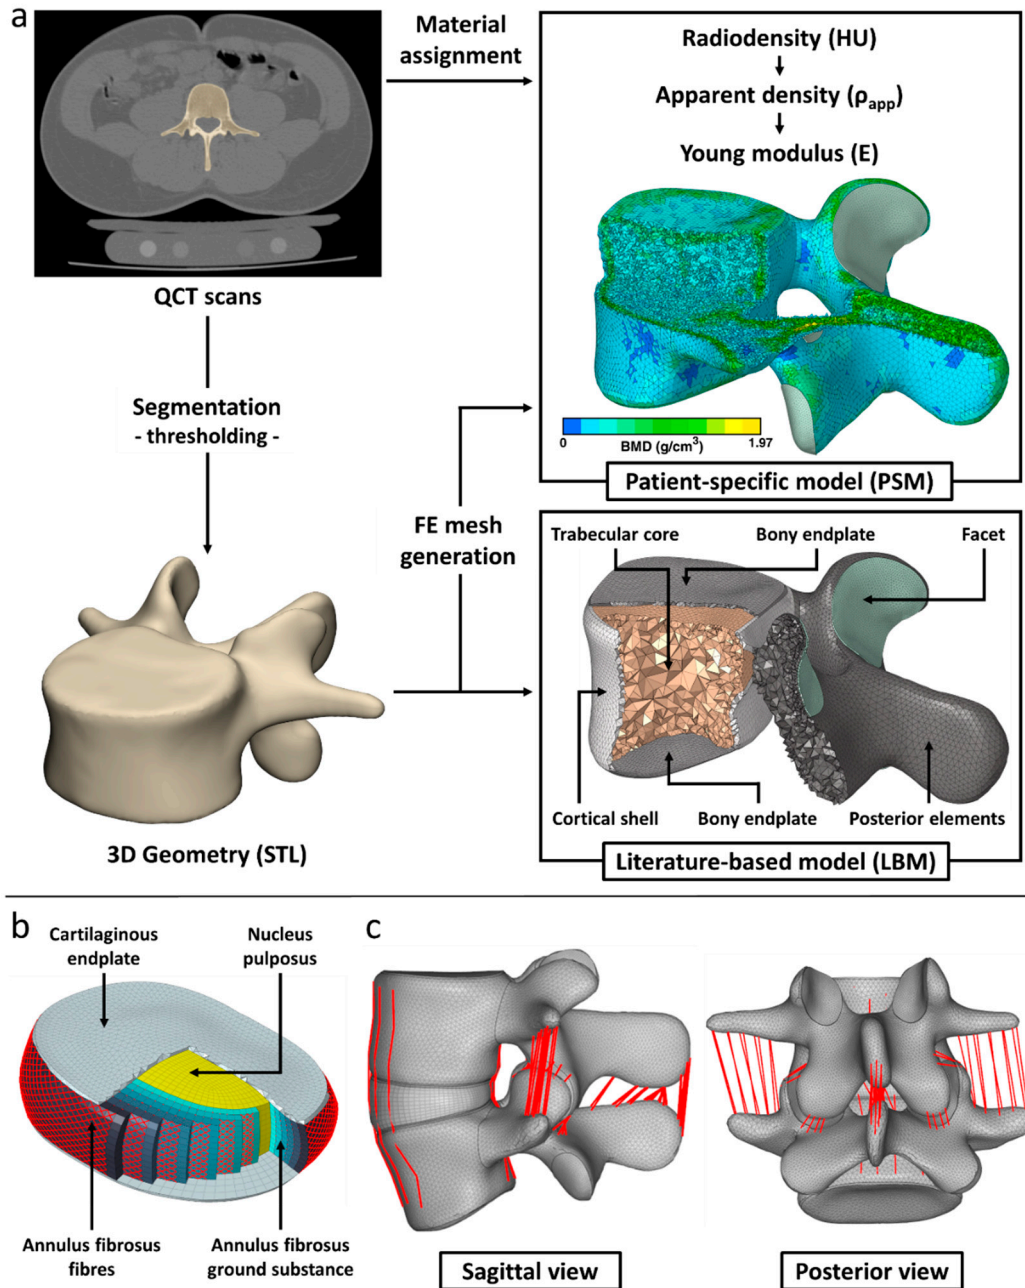 a
Material
assignment
QCT scans
Segmentation
- thresholding -
3D Geometry (STL)
FE mesh
generation
Radiodensity (HU)
Apparent density (ρapp)
Young modulus (E)
0
BMD (g/cm³)
1.97
Patient-specific model (PSM)
Trabecular core
Bony endplate
Facet
Cortical shell
Bony endplate
Posterior elements
Literature-based model (LBM)
b
Cartilaginous
endplate
Nucleus
pulposus
Annulus fibrosus
fibres
Annulus fibrosus
ground substance
c
Sagittal view
Posterior view